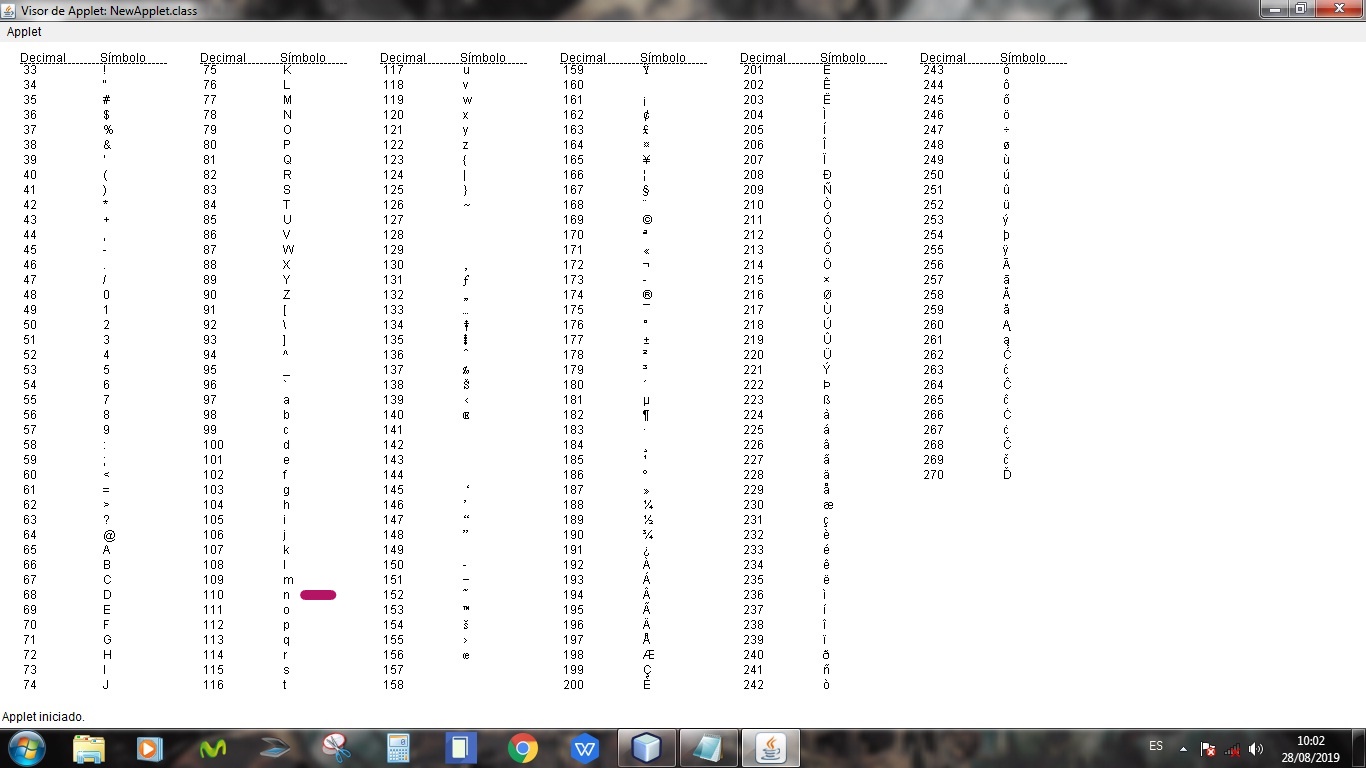 Visor de Applet: NewApplet.class
Applet
Decimal Símbolo Decimal Símbolo Decimal Símbolo Decimal Símbolo Decimal Símbolo Decimal Símbolo
33 ! 75 K 117 u 159 Ÿ 201 É 243 ó
34 " 76 L 118 v 160 202 Ê 244 ô
35 # 77 M 119 w 161 ¡ 203 Ë 245 õ
36 $ 78 N 120 x 162 ¢ 204 Ì 246 ö
37 % 79 O 121 y 163 £ 205 Í 247 ÷
38 & 80 P 122 z 164 ¤ 206 Î 248 ø
39 ' 81 Q 123 { 165 ¥ 207 Ï 249 ù
40 ( 82 R 124 | 166 ¦ 208 Ð 250 ú
41 ) 83 S 125 } 167 § 209 Ñ 251 û
42 * 84 T 126 ~ 168 ¨ 210 Ò 252 ü
43 + 85 U 127 169 © 211 Ó 253 ý
44 , 86 V 128 170 ª 212 Ô 254 þ
45 - 87 W 129 171 « 213 Õ 255 ÿ
46 . 88 X 130 ‚ 172 ¬ 214 Ö 256 Ā
47 / 89 Y 131 ƒ 173 - 215 × 257 ā
48 0 90 Z 132 „ 174 ® 216 Ø 258 Ă
49 1 91 [ 133 … 175 ¯ 217 Ù 259 ă
50 2 92 \ 134 † 176 ° 218 Ú 260 Ą
51 3 93 ] 135 ‡ 177 ± 219 Û 261 ą
52 4 94 ^ 136 ˆ 178 ² 220 Ü 262 Ć
53 5 95 _ 137 ‰ 179 ³ 221 Ý 263 ć
54 6 96 ` 138 Š 180 ´ 222 Þ 264 Ĉ
55 7 97 a 139 ‹ 181 µ 223 ß 265 ĉ
56 8 98 b 140 Œ 182 ¶ 224 à 266 Ċ
57 9 99 c 141 183 · 225 á 267 ċ
58 : 100 d 142 184 ¸ 226 â 268 Č
59 ; 101 e 143 185 ¹ 227 ã 269 č
60 < 102 f 144 186 º 228 ä 270 Ď
61 = 103 g 145 ‘ 187 » 229 å
62 > 104 h 146 ’ 188 ¼ 230 æ
63 ? 105 i 147 “ 189 ½ 231 ç
64 @ 106 j 148 ” 190 ¾ 232 è
65 A 107 k 149 191 ¿ 233 é
66 B 108 l 150 – 192 À 234 ê
67 C 109 m 151 — 193 Á 235 ë
68 D 110 n 152 ˜ 194 Â 236 ì
69 E 111 o 153 ™ 195 Ã 237 í
70 F 112 p 154 š 196 Ä 238 î
71 G 113 q 155 › 197 Å 239 ï
72 H 114 r 156 œ 198 Æ 240 ð
73 I 115 s 157 199 Ç 241 ñ
74 J 116 t 158 200 È 242 ò
Applet iniciado.
ES
10:02
28/08/2019